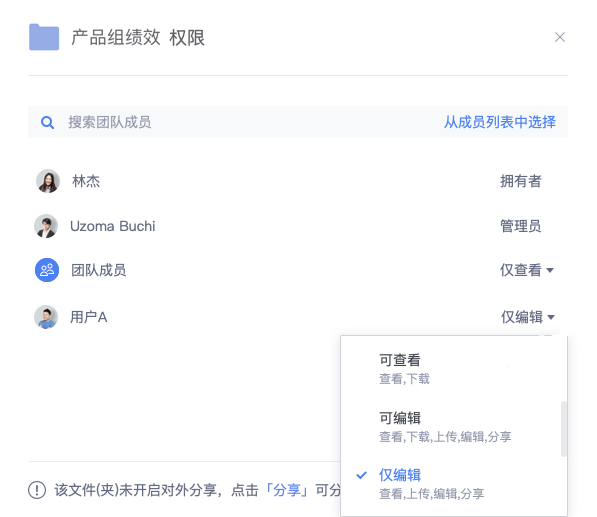 产品组绩效 权限
搜索团队成员 从成员列表中选择
林杰 拥有者
Uzoma Buchi 管理员
团队成员 仅查看
用户A 仅编辑
可查看
查看,下载
可编辑
查看,下载,上传,编辑,分享
仅编辑
查看,上传,编辑,分享
该文件(夹)未开启对外分享，点击「分享」可分